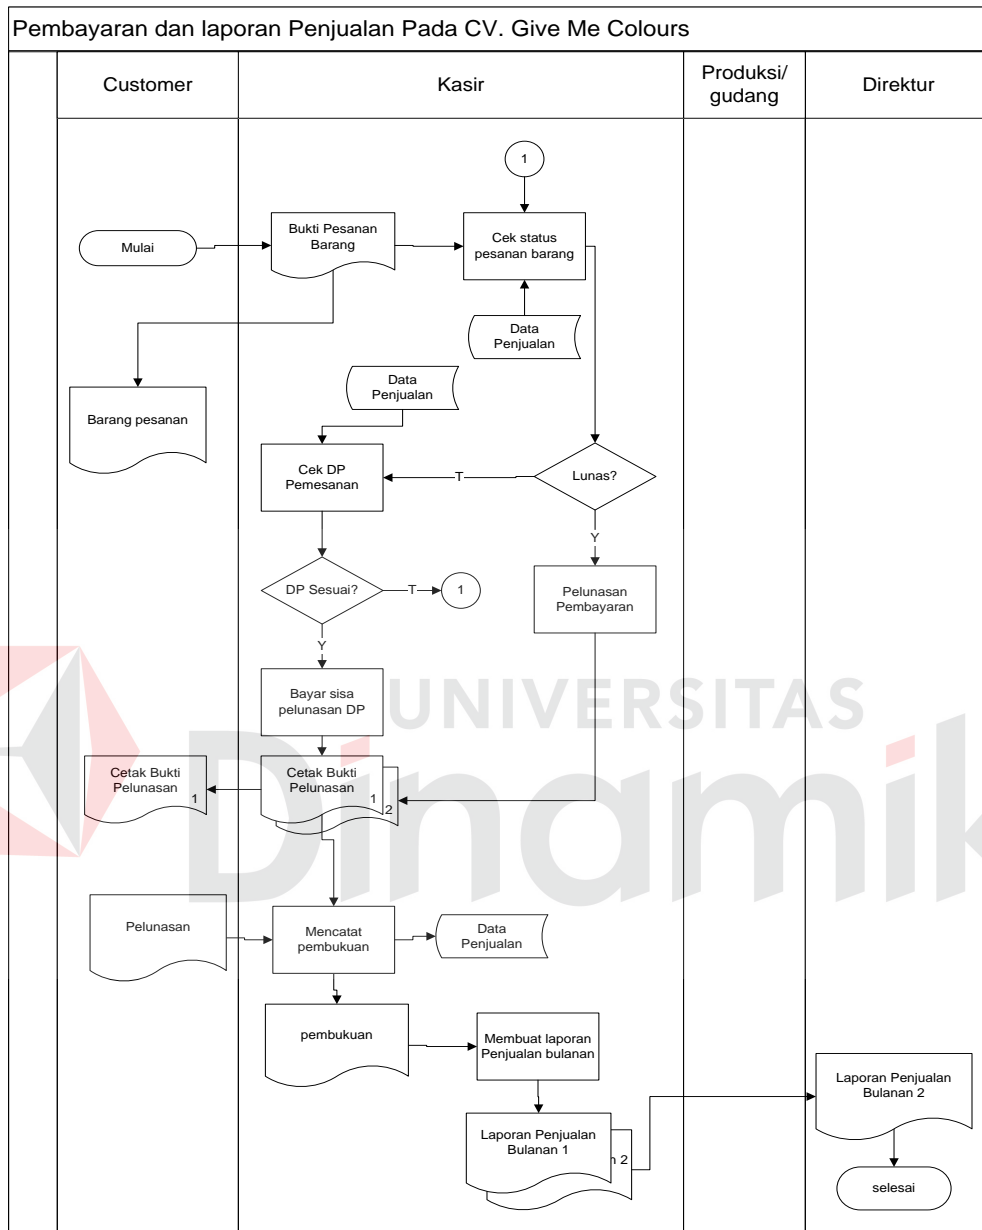 Pembayaran dan laporan Penjualan Pada CV. Give Me Colours
Customer
Kasir
Produksi/
gudang
Direktur
1
Mulai
Bukti Pesanan
Barang
Cek status
pesanan barang
Data
Penjualan
Data
Penjualan
Barang pesanan
Cek DP
Pemesanan
T
Lunas?
Y
DP Sesuai?
T
1
Pelunasan
Pembayaran
Y
Bayar sisa
pelunasan DP
UNIVERSITAS
Dinamik
Cetak Bukti
Pelunasan
1
Cetak Bukti
Pelunasan
1
2
Pelunasan
Mencatat
pembukuan
Data
Penjualan
pembukuan
Membuat laporan
Penjualan bulanan
Laporan Penjualan
Bulanan 2
Laporan Penjualan
Bulanan 1
n 2
selesai